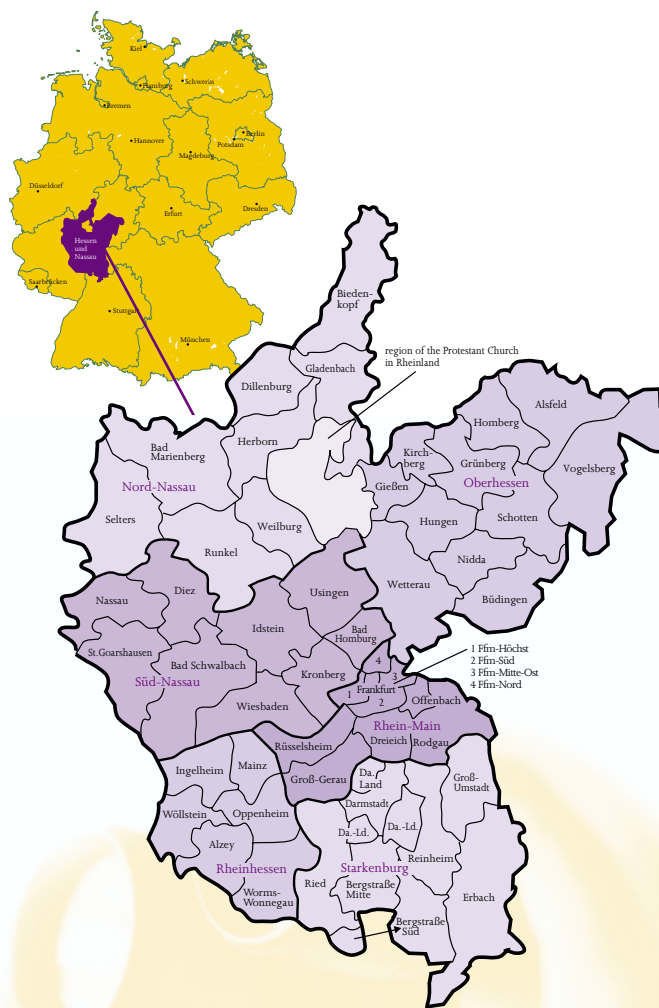 Kiel
Hamburg
Schwerin
Bremen
Hannover
Berlin
Potsdam
Magdeburg
Düsseldorf
Erfurt
Dresden
Hessen
und
Nassau
Saarbrücken
Stuttgart
München
Bieden-
kopf
region of the Protestant Church
in Rheinland
Gladenbach
Dillenburg
Alsfeld
Homberg
Herborn
Bad
Marienberg
Kirch-
berg
Grünberg
Vogelsberg
Nord-Nassau
Gießen
Oberhessen
Selters
Weilburg
Hungen
Schotten
Runkel
Nidda
Wetterau
Büdingen
Usingen
Diez
Nassau
Idstein
Bad
Homburg
St.Goarshausen
Bad Schwalbach
Kronberg
Süd-Nassau
Wiesbaden
1 Ffm-Höchst
2 Ffm-Süd
3 Ffm-Mitte-Ost
4 Ffm-Nord
4
3
Frankfurt
1
2
Offenbach
Rhein-Main
Dreieich
Rodgau
Rüsselsheim
Groß-Gerau
Ingelheim
Mainz
Da.
Land
Groß-
Umstadt
Darmstadt
Wöllstein
Oppenheim
Da.-Ld.
Da.-Ld.
Alzey
Reinheim
Rheinhessen
Starkenburg
Ried
Bergstraße
Mitte
Erbach
Worms-
Wonnegau
Bergstraße
Süd